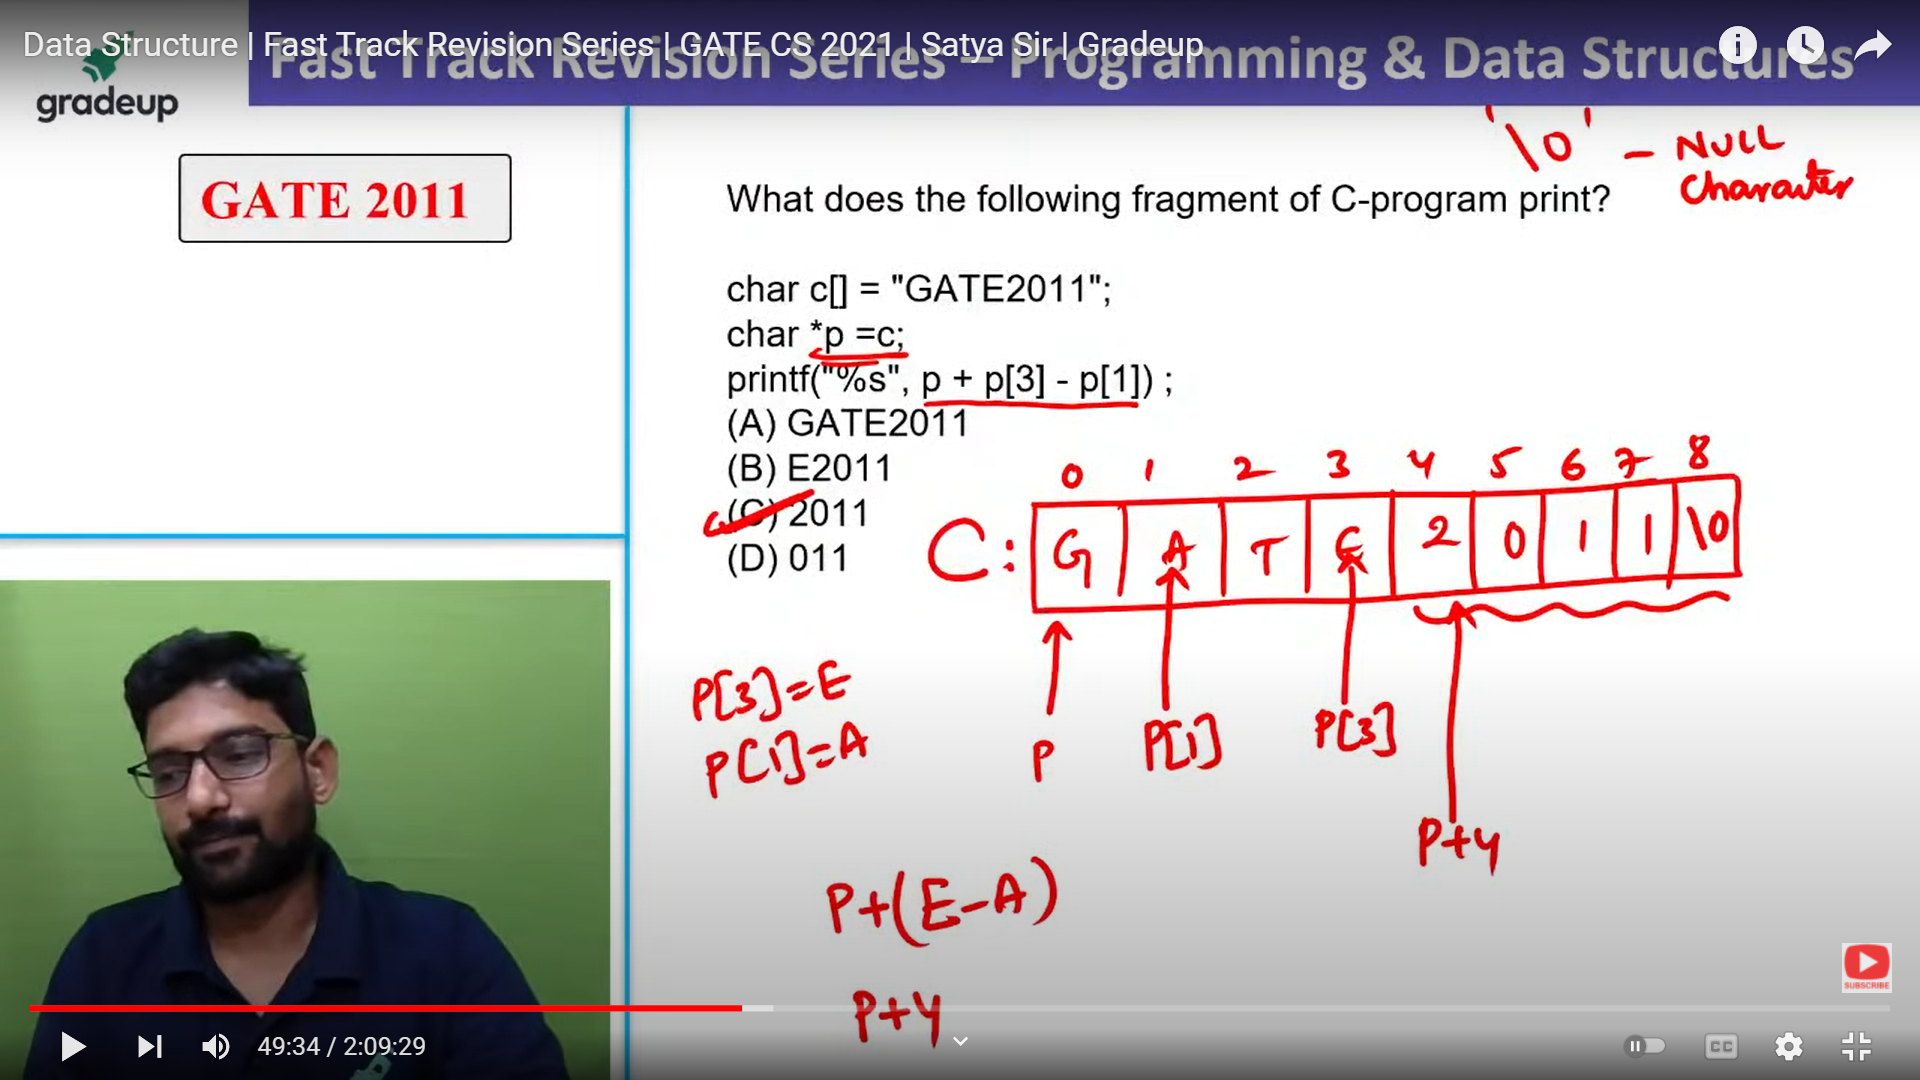 Data Structure | Fast Track Revision Series | GATE CS 2021 | Satya Sir | Gradeup
Fast Track Revision Series – Programming & Data Structures
gradeup
GATE 2011
'\0' - NULL
Character
What does the following fragment of C-program print?
char c[] = "GATE2011";
char *p =c;
printf("%s", p + p[3] - p[1]) ;
(A) GATE2011
(B) E2011
(C) 2011
(D) 011
0 1 2 3 4 5 6 7 8
C: G A T E 2 0 1 1 \0
P[3]=E
P[1]=A
P P[1] P[3]
P+4
P+(E-A)
P+4
SUBSCRIBE
49:34 / 2:09:29
CC